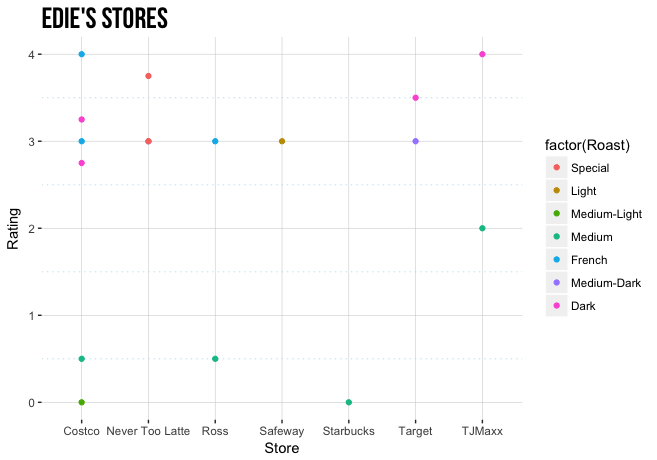 EDIE'S STORES
4
3
2
1
0
Rating
Costco Never Too Latte Ross Safeway Starbucks Target TJMaxx
Store
factor(Roast)
Special
Light
Medium-Light
Medium
French
Medium-Dark
Dark